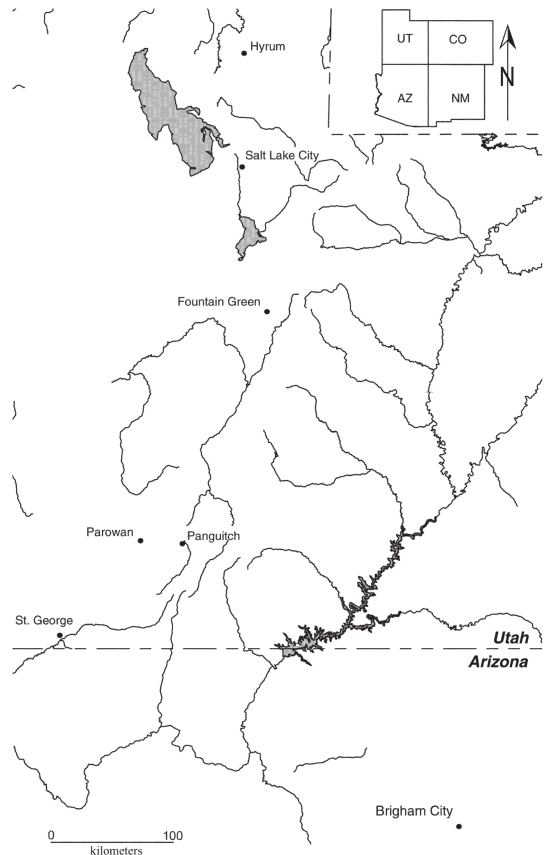 Hyrum
UT
CO
AZ
NM
N
Salt Lake City
Fountain Green
Parowan
Panguitch
St. George
Utah
Arizona
Brigham City
0
100
kilometers